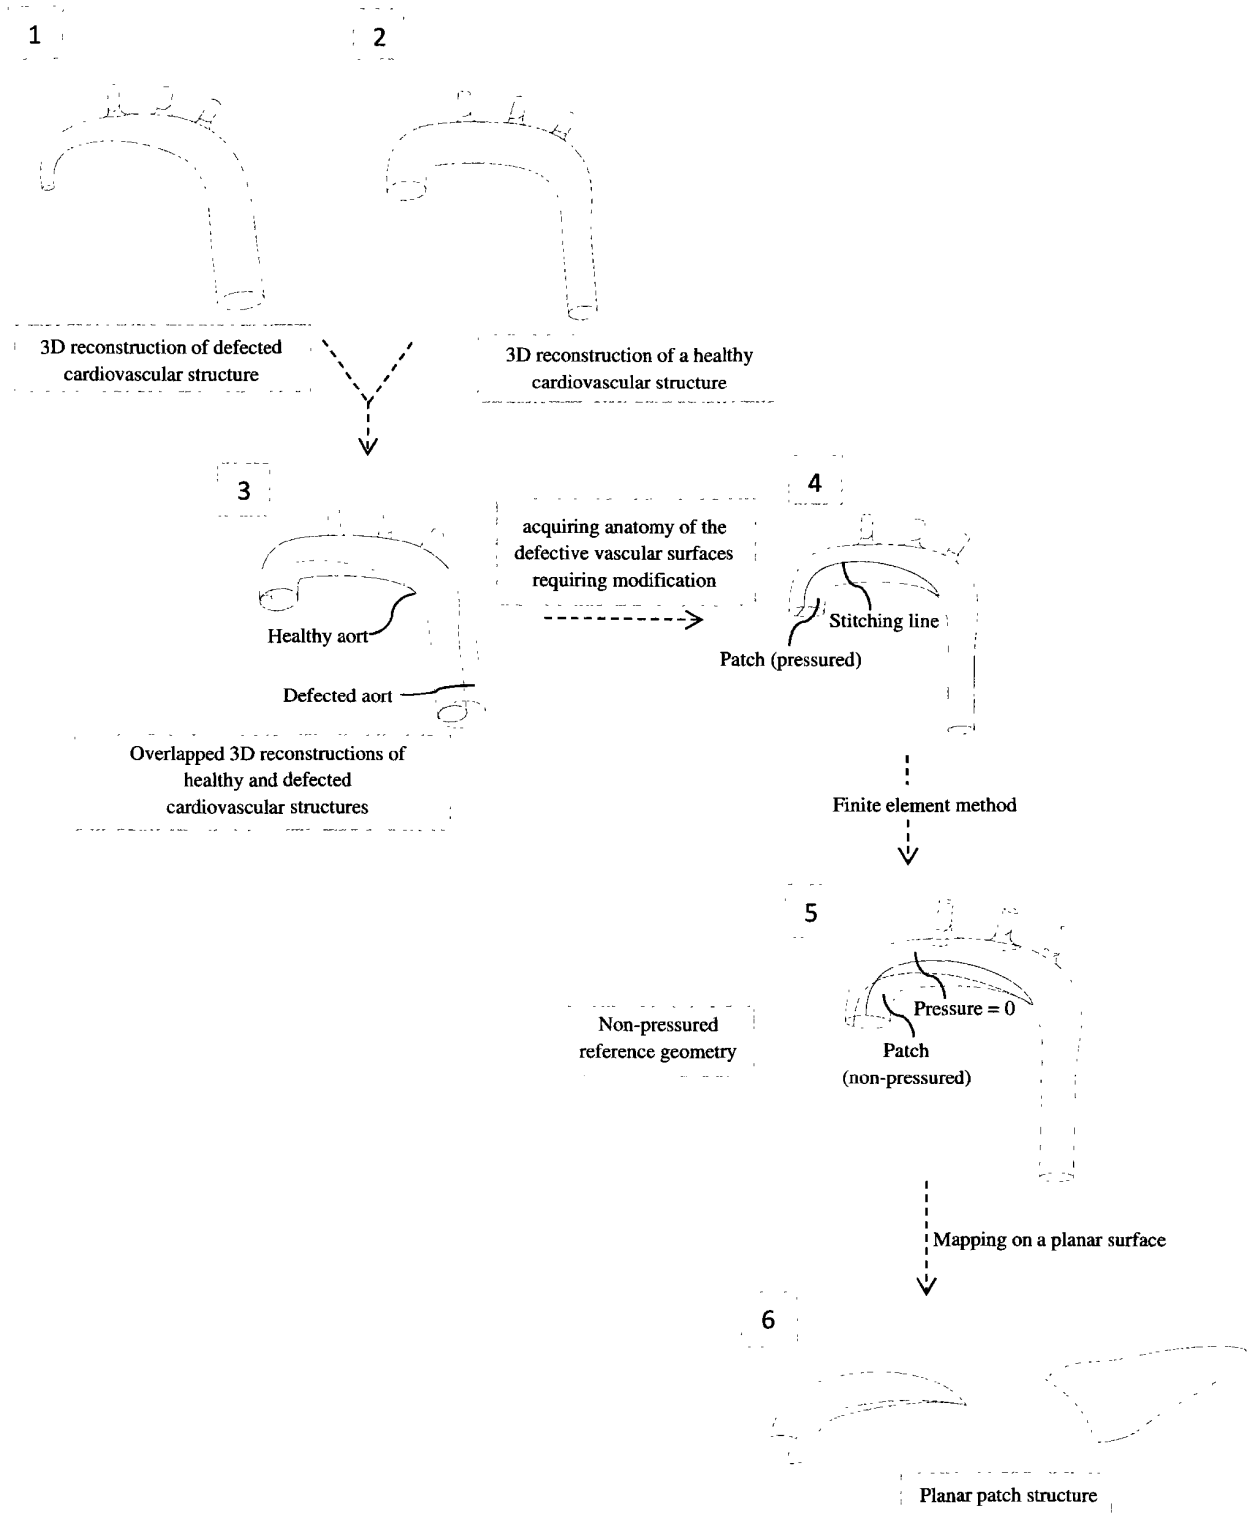 1
2
3D reconstruction of defected
cardiovascular structure
3D reconstruction of a healthy
cardiovascular structure
3
4
acquiring anatomy of the
defective vascular surfaces
requiring modification
Healthy aort
Stitching line
Patch (pressured)
Defected aort
Overlapped 3D reconstructions of
healthy and defected
cardiovascular structures
Finite element method
5
Pressure = 0
Non-pressured
reference geometry
Patch
(non-pressured)
Mapping on a planar surface
6
Planar patch structure